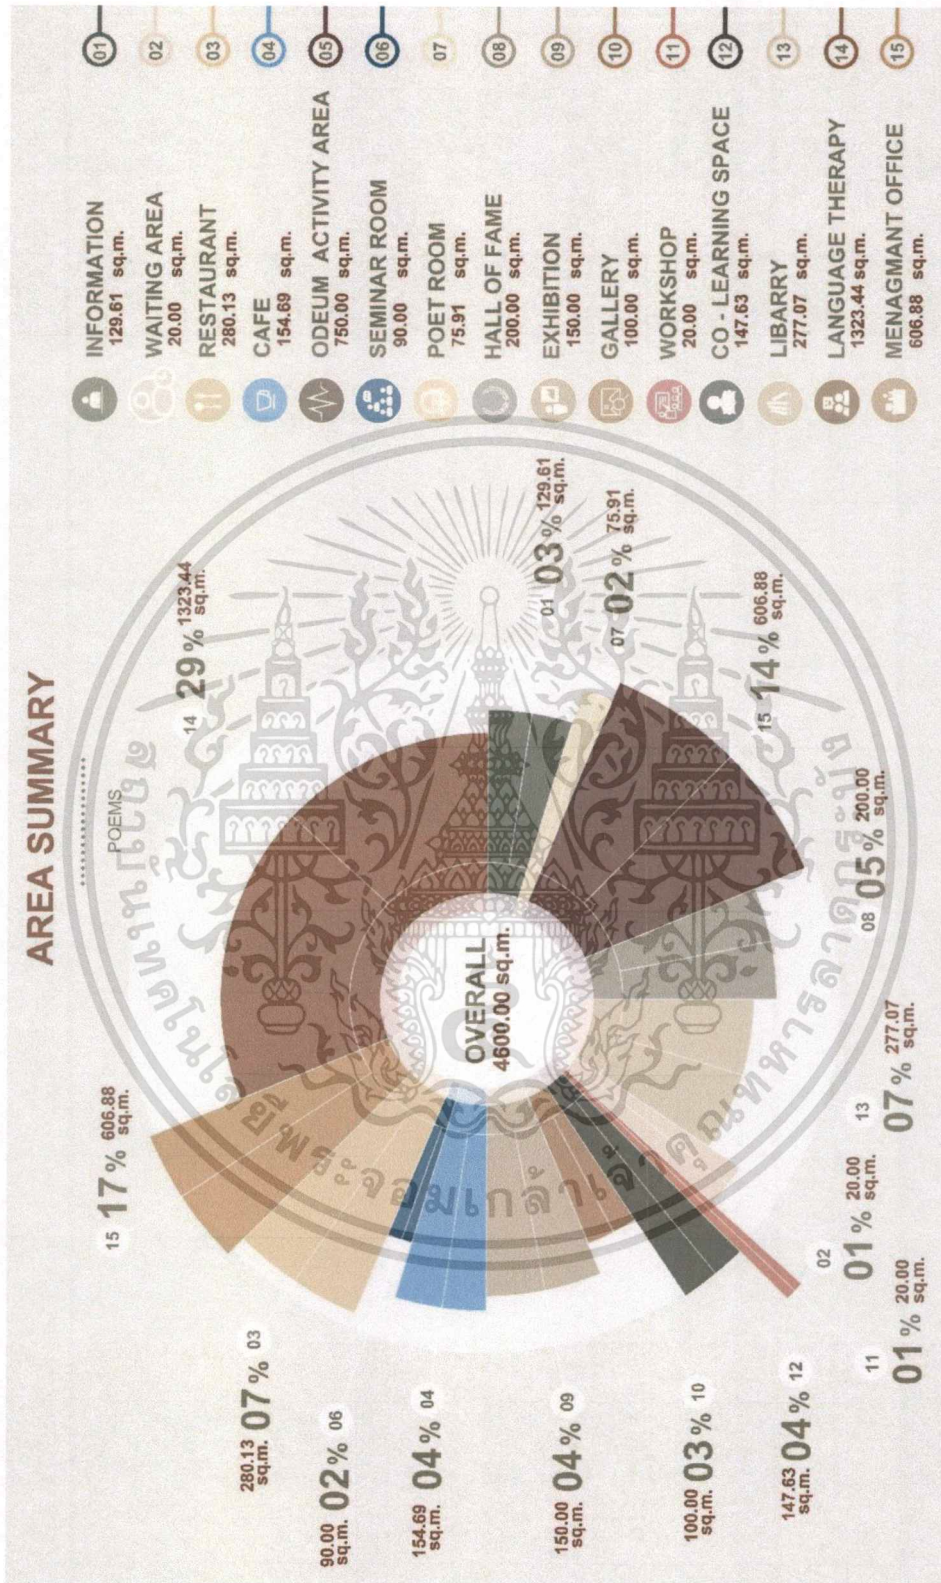 AREA SUMMARY
POEMS
15 17% 606.88 sq.m.
14 29% 1323.44 sq.m.
280.13 sq.m. 07% 03
90.00 sq.m. 02% 06
154.69 sq.m. 04% 04
150.00 sq.m. 04% 09
100.00 sq.m. 03% 10
147.63 sq.m. 04% 12
OVERALL
4600.00 sq.m.
01 03% 129.61 sq.m.
07 02% 75.91 sq.m.
15 14% 606.88 sq.m.
08 05% 200.00 sq.m.
13 07% 277.07 sq.m.
02 01% 20.00 sq.m.
11 01% 20.00 sq.m.
INFORMATION 01
129.61 sq.m.
WAITING AREA 02
20.00 sq.m.
RESTAURANT 03
280.13 sq.m.
CAFE 04
154.69 sq.m.
ODEUM ACTIVITY AREA 05
750.00 sq.m.
SEMINAR ROOM 06
90.00 sq.m.
POET ROOM 07
75.91 sq.m.
HALL OF FAME 08
200.00 sq.m.
EXHIBITION 09
150.00 sq.m.
GALLERY 10
100.00 sq.m.
WORKSHOP 11
20.00 sq.m.
CO - LEARNING SPACE 12
147.63 sq.m.
LIBARRY 13
277.07 sq.m.
LANGUAGE THERAPY 14
1323.44 sq.m.
MENAGMANT OFFICE 15
606.88 sq.m.